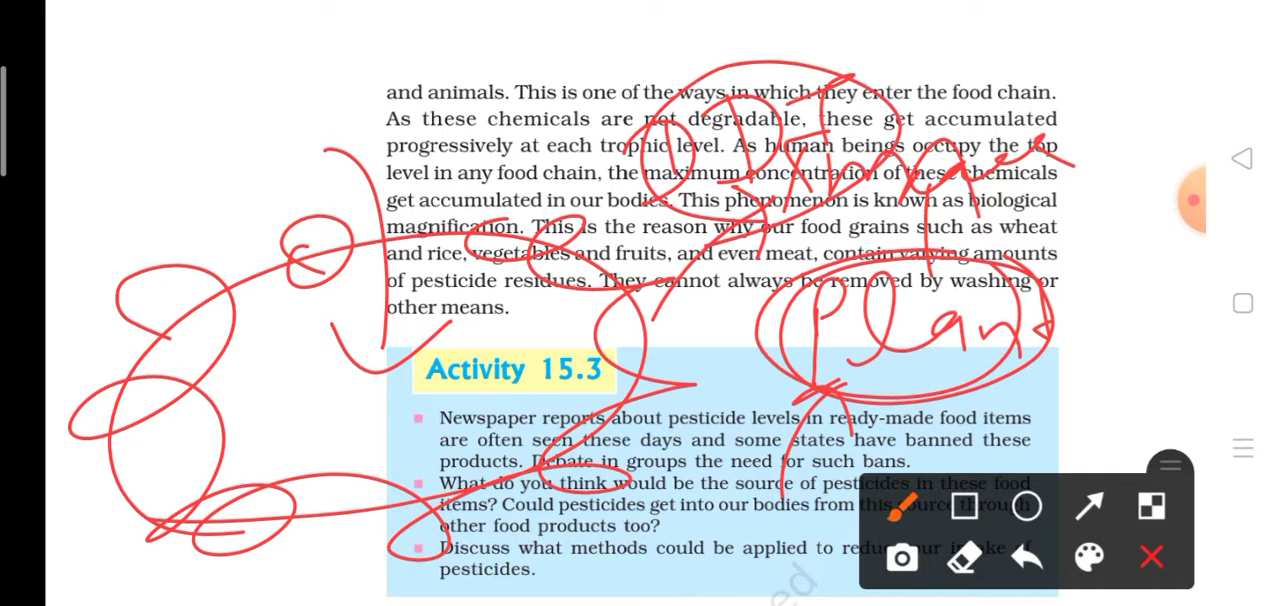 and animals. This is one of the ways in which they enter the food chain.
As these chemicals are not degradable, these get accumulated
progressively at each trophic level. As human beings occupy the top
level in any food chain, the maximum concentration of these chemicals
get accumulated in our bodies. This phenomenon is known as biological
magnification. This is the reason why our food grains such as wheat
and rice, vegetables and fruits, and even meat, contain varying amounts
of pesticide residues. They cannot always be removed by washing or
other means.
DDT
Plant
Activity 15.3
Newspaper reports about pesticide levels in ready-made food items
are often seen these days and some states have banned these
products. Debate in groups the need for such bans.
What do you think would be the source of pesticides in these food
items? Could pesticides get into our bodies from this source through
other food products too?
Discuss what methods could be applied to reduce our intake of
pesticides.